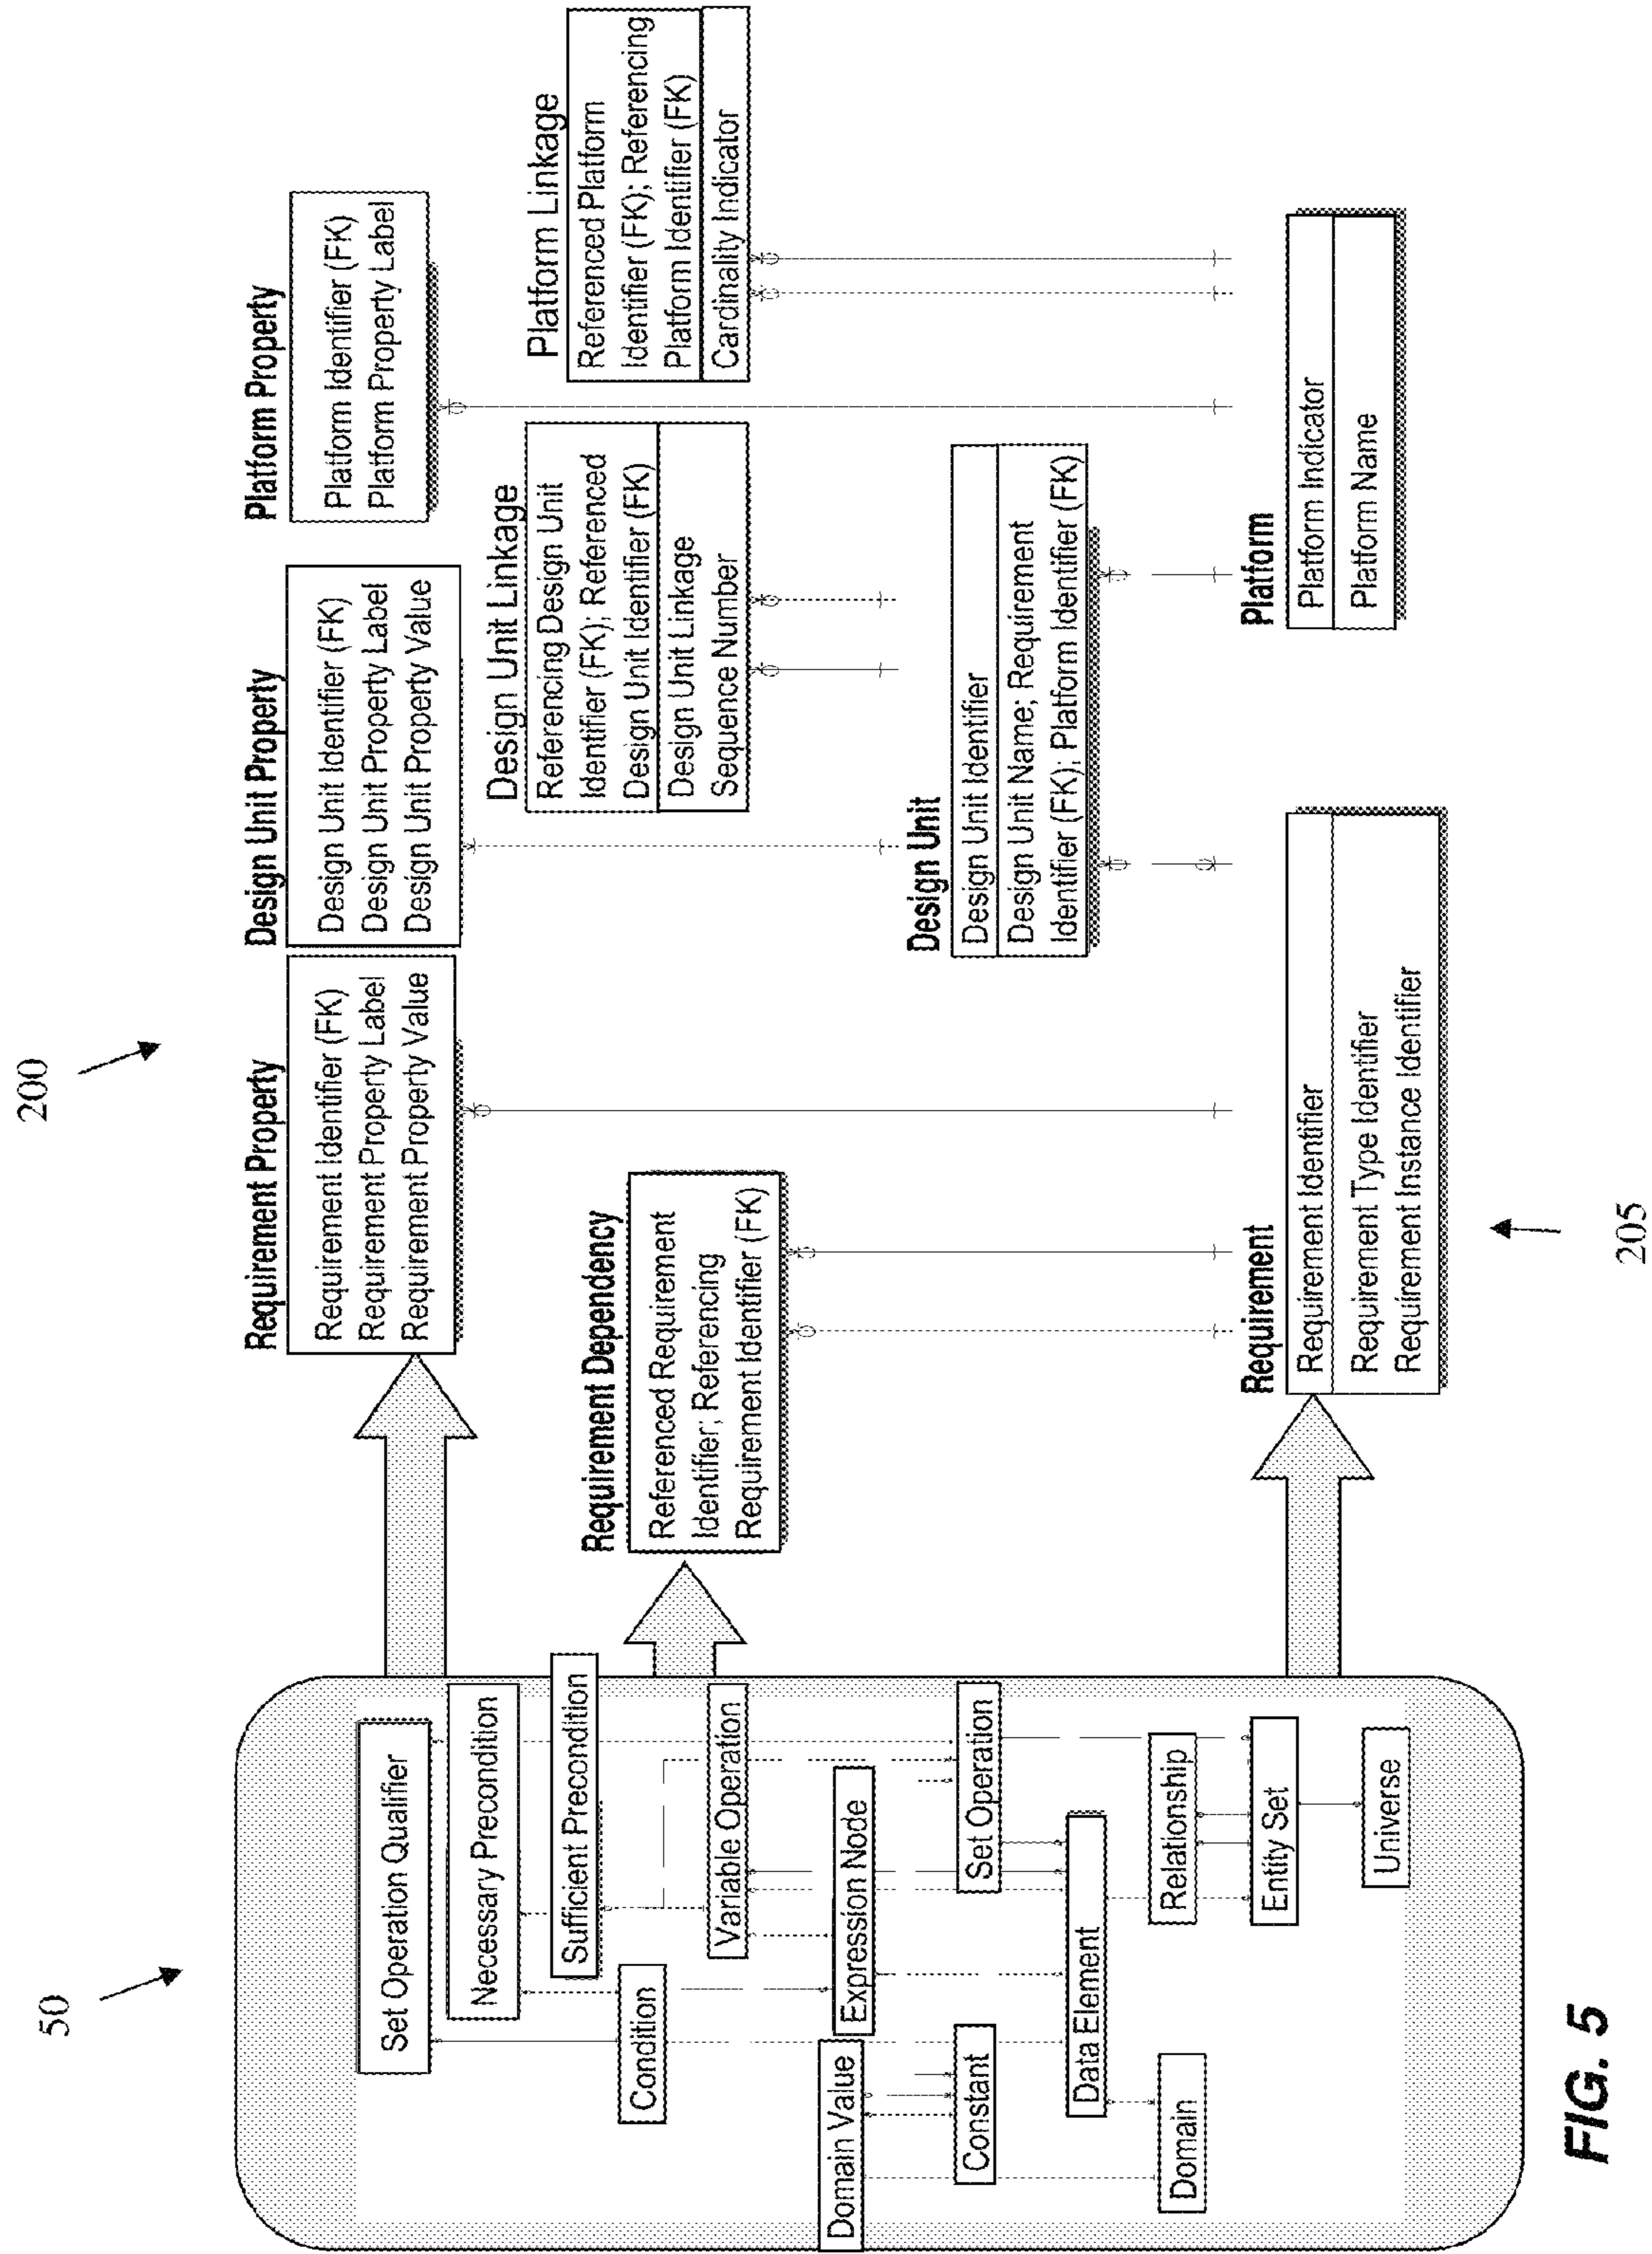 50
200
Set Operation Qualifier
Necessary Precondition
Sufficient Precondition
Condition
Variable Operation
Domain Value
Expression Node
Constant
Set Operation
Data Element
Domain
Relationship
Entity Set
Universe
Requirement Property
Requirement Identifier (FK)
Requirement Property Label
Requirement Property Value
Design Unit Property
Design Unit Identifier (FK)
Design Unit Property Label
Design Unit Property Value
Platform Property
Platform Identifier (FK)
Platform Property Label
Requirement Dependency
Referenced Requirement
Identifier; Referencing
Requirement Identifier (FK)
Design Unit Linkage
Referencing Design Unit
Identifier (FK); Referenced
Design Unit Identifier (FK)
Design Unit Linkage
Sequence Number
Platform Linkage
Referenced Platform
Identifier (FK); Referencing
Platform Identifier (FK)
Cardinality Indicator
Design Unit
Design Unit Identifier
Design Unit Name; Requirement
Identifier (FK); Platform Identifier (FK)
Requirement
Requirement Identifier
Requirement Type Identifier
Requirement Instance Identifier
Platform
Platform Indicator
Platform Name
205
FIG. 5